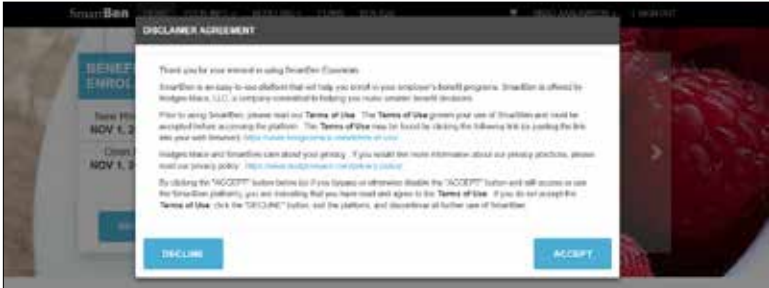 SmartBen
DISCLAIMER AGREEMENT
BENEF
ENROL
Thank you for your interest in using SmartBen Essentials.
SmartBen is an easy-to-use platform that will help you enroll in your employer's benefit programs. SmartBen is offered by
Hodges-Mace, LLC, a company committed to helping you make smarter benefit decisions.
Prior to using SmartBen, please read our Terms of Use. The Terms of Use govern your use of SmartBen and must be
accepted before accessing the platform. The Terms of Use may be found by clicking the following link (or pasting the link
into your web browser):
Hodges-Mace and SmartBen care about your privacy. If you would like more information about our privacy practices, please
read our privacy policy:
By clicking the "ACCEPT" button below (or if you bypass or otherwise disable the "ACCEPT" button and still access or use
the SmartBen platform), you are indicating that you have read and agree to the Terms of Use. If you do not accept the
Terms of Use, click the "DECLINE" button, exit the platform, and discontinue all further use of SmartBen.
New Hi
NOV 1, 2
Open
NOV 1, 2
DECLINE
ACCEPT